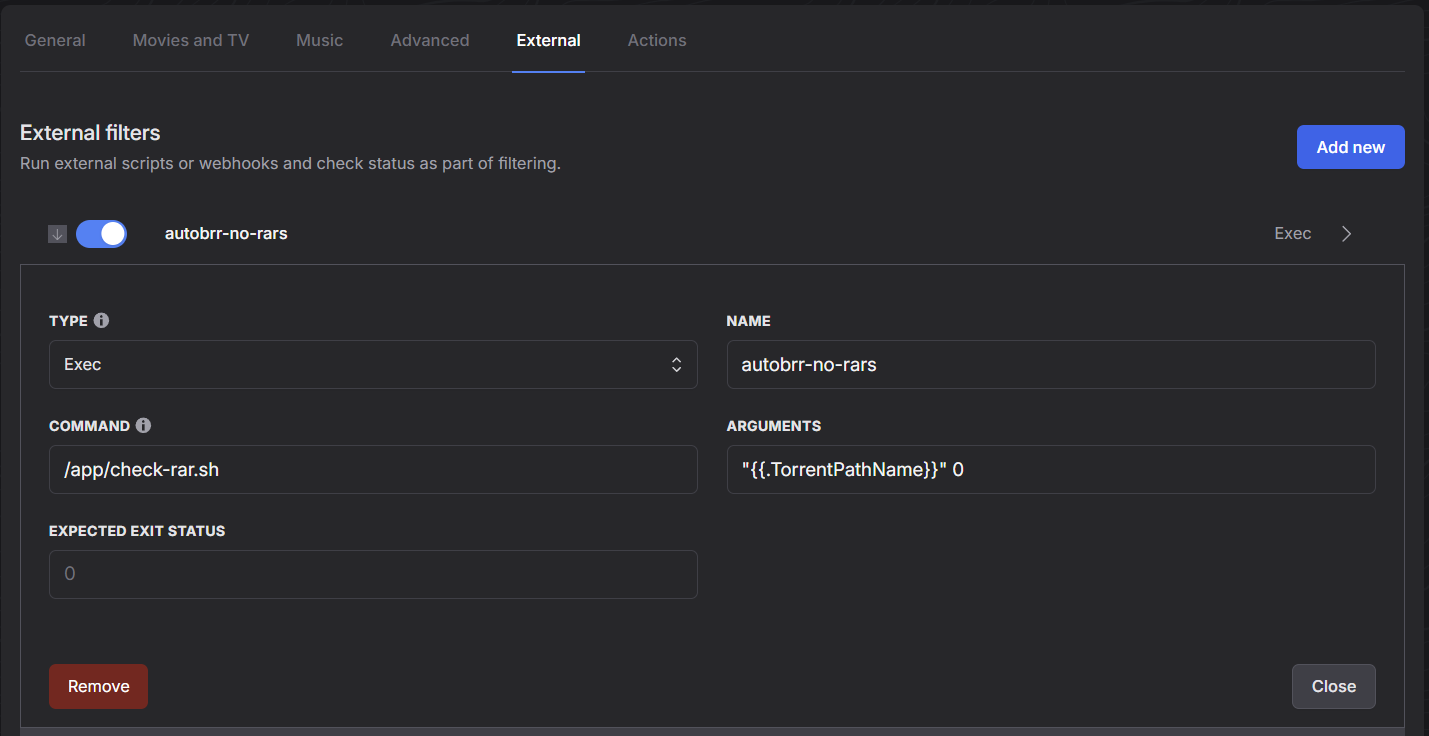 General Movies and TV Music Advanced External Actions
External filters
Add new
Run external scripts or webhooks and check status as part of filtering.
autobrr-no-rars Exec
TYPE NAME
Exec autobrr-no-rars
COMMAND ARGUMENTS
/app/check-rar.sh "{{.TorrentPathName}}" 0
EXPECTED EXIT STATUS
0
Remove Close